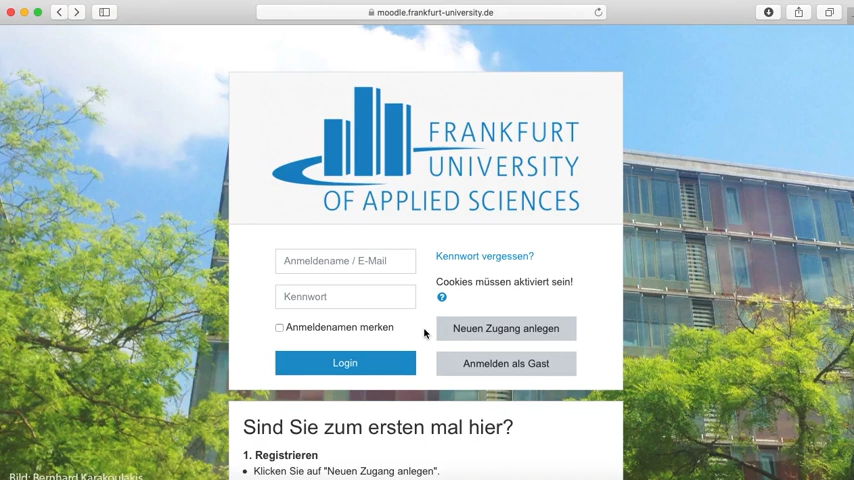 moodle.frankfurt-university.de
FRANKFURT
UNIVERSITY
OF APPLIED SCIENCES
Anmeldename / E-Mail
Kennwort
Anmeldenamen merken
Login
Kennwort vergessen?
Cookies müssen aktiviert sein!
?
Neuen Zugang anlegen
Anmelden als Gast
Sind Sie zum ersten mal hier?
1. Registrieren
• Klicken Sie auf "Neuen Zugang anlegen".
Bild: Bernhard Karakoulakis